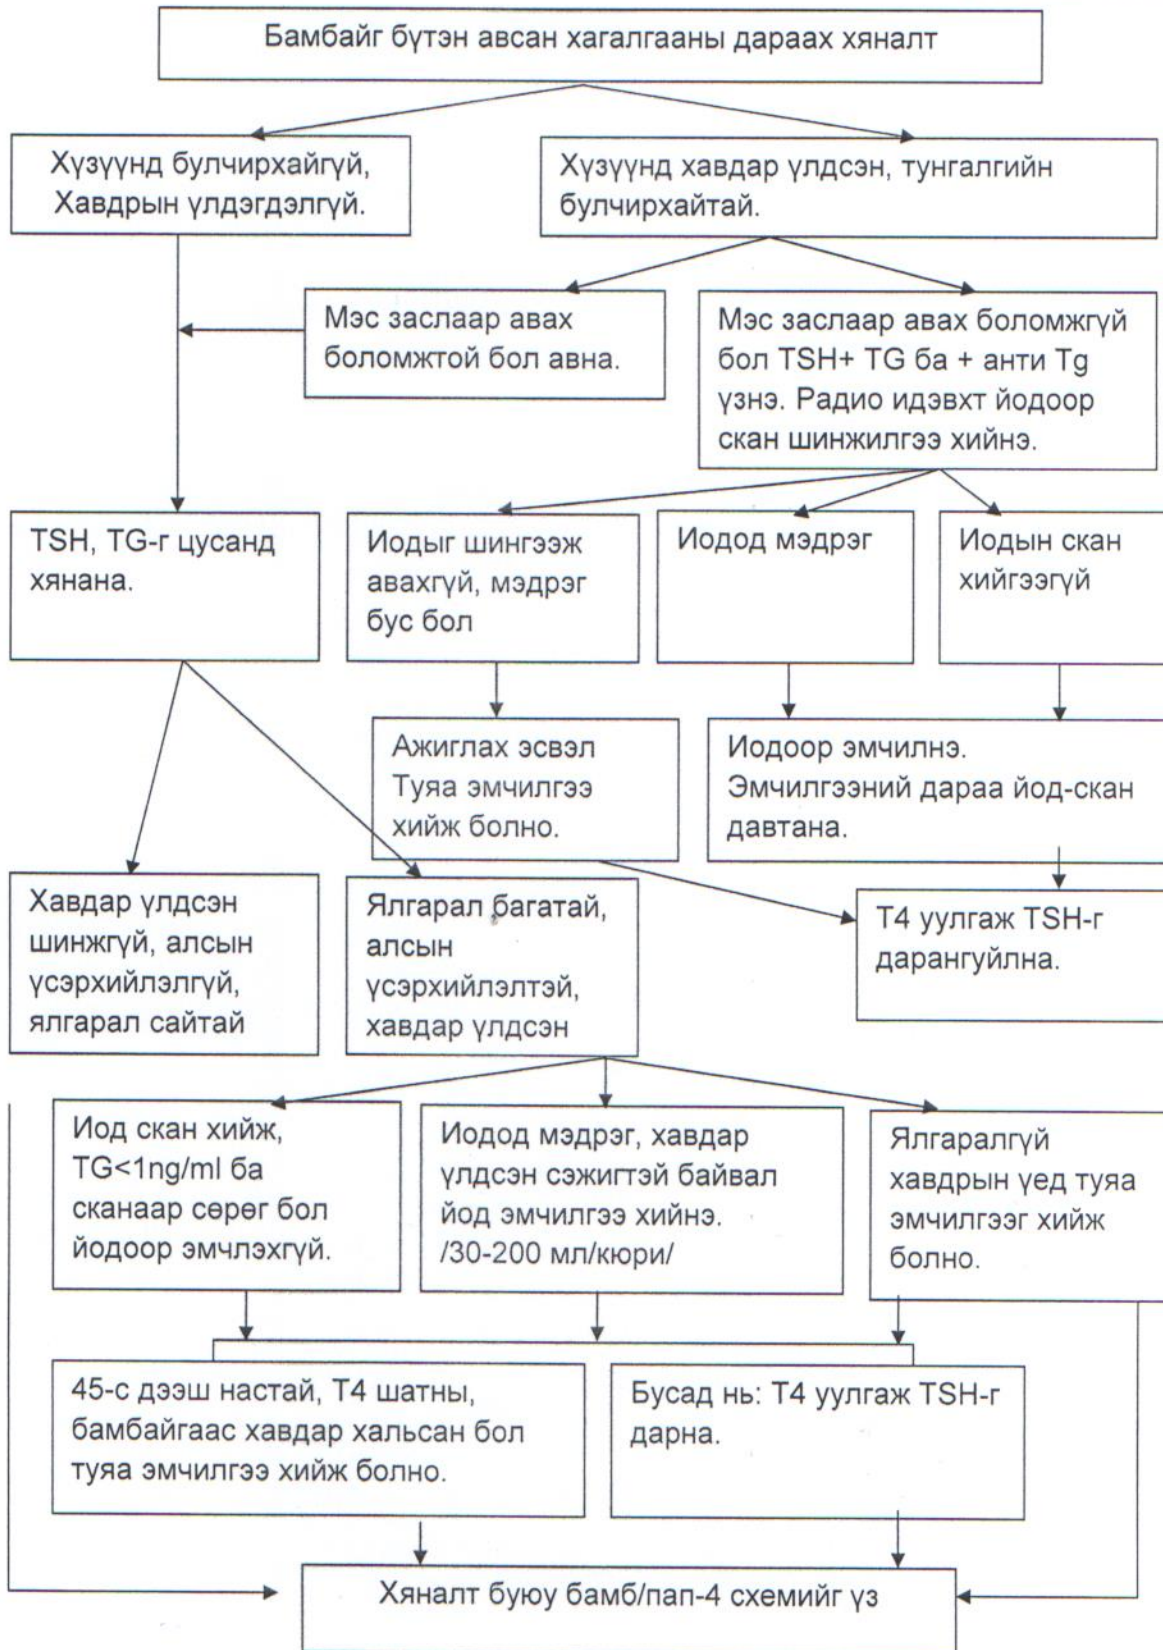 Бамбайг бүтэн авсан хагалгааны дараах хяналт
Хүзүүнд булчирхайгүй,
Хавдрын үлдэгдэлгүй.
Хүзүүнд хавдар үлдсэн, тунгалгийн
булчирхайтай.
Мэс заслаар авах
боломжтой бол авна.
Мэс заслаар авах боломжгүй
бол TSH+ TG ба + анти Tg
үзнэ. Радио идэвхт йодоор
скан шинжилгээ хийнэ.
TSH, TG-г цусанд
хянана.
Иодыг шингээж
авахгүй, мэдрэг
бус бол
Иодод мэдрэг
Иодын скан
хийгээгүй
Ажиглах эсвэл
Туяа эмчилгээ
хийж болно.
Иодоор эмчилнэ.
Эмчилгээний дараа йод-скан
давтана.
Хавдар үлдсэн
шинжгүй, алсын
үсэрхийлэлгүй,
ялгарал сайтай
Ялгарал багатай,
алсын
үсэрхийлэлтэй,
хавдар үлдсэн
Т4 уулгаж TSH-г
дарангуйлна.
Иод скан хийж,
TG<1ng/ml ба
сканаар сөрөг бол
йодоор эмчлэхгүй.
Иодод мэдрэг, хавдар
үлдсэн сэжигтэй байвал
йод эмчилгээ хийнэ.
/30-200 мл/кюри/
Ялгаралгүй
хавдрын үед туяа
эмчилгээг хийж
болно.
45-с дээш настай, Т4 шатны,
бамбайгаас хавдар хальсан бол
туяа эмчилгээ хийж болно.
Бусад нь: Т4 уулгаж TSH-г
дарна.
Хяналт буюу бамб/пап-4 схемийг үз